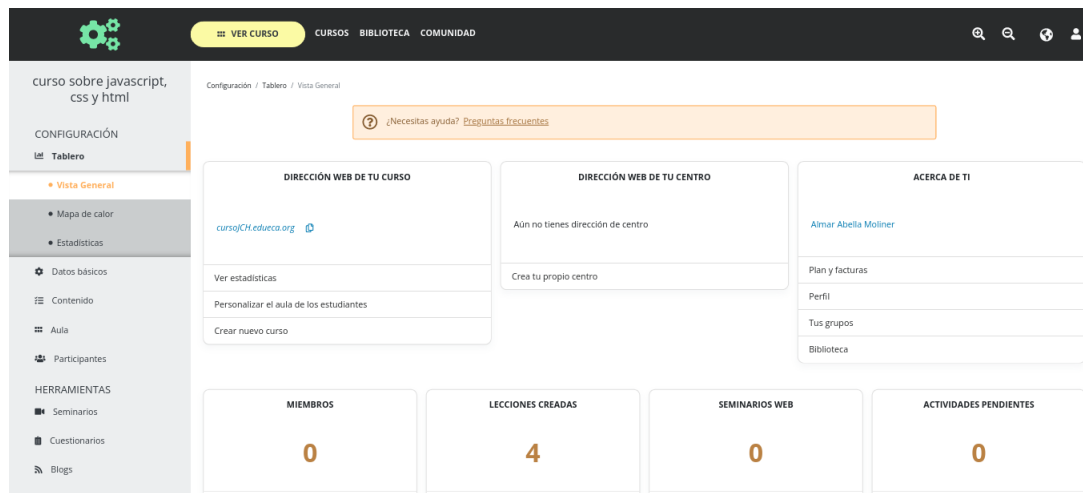 VER CURSO
CURSOS
BIBLIOTECA
COMUNIDAD
curso sobre javascript,
css y html
CONFIGURACIÓN
Tablero
Vista General
Mapa de calor
Estadísticas
Datos básicos
Contenido
Aula
Participantes
HERRAMIENTAS
Seminarios
Cuestionarios
Blogs
Configuración / Tablero / Vista General
¿Necesitas ayuda? Preguntas frecuentes
DIRECCIÓN WEB DE TU CURSO
cursoJCH.edueca.org
Ver estadísticas
Personalizar el aula de los estudiantes
Crear nuevo curso
DIRECCIÓN WEB DE TU CENTRO
Aún no tienes dirección de centro
Crea tu propio centro
ACERCA DE TI
Almar Abella Moliner
Plan y facturas
Perfil
Tus grupos
Biblioteca
MIEMBROS
0
LECCIONES CREADAS
4
SEMINARIOS WEB
0
ACTIVIDADES PENDIENTES
0